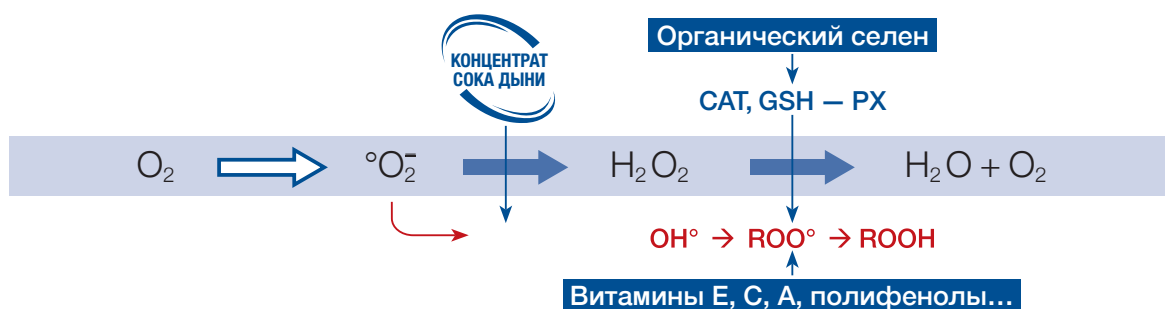 Органический селен
КОНЦЕНТРАТ
СОКА ДЫНИ
CAT, GSH — PX
O₂ °O₂⁻ H₂O₂ H₂O + O₂
OH° → ROO° → ROOH
Витамины E, C, A, полифенолы...